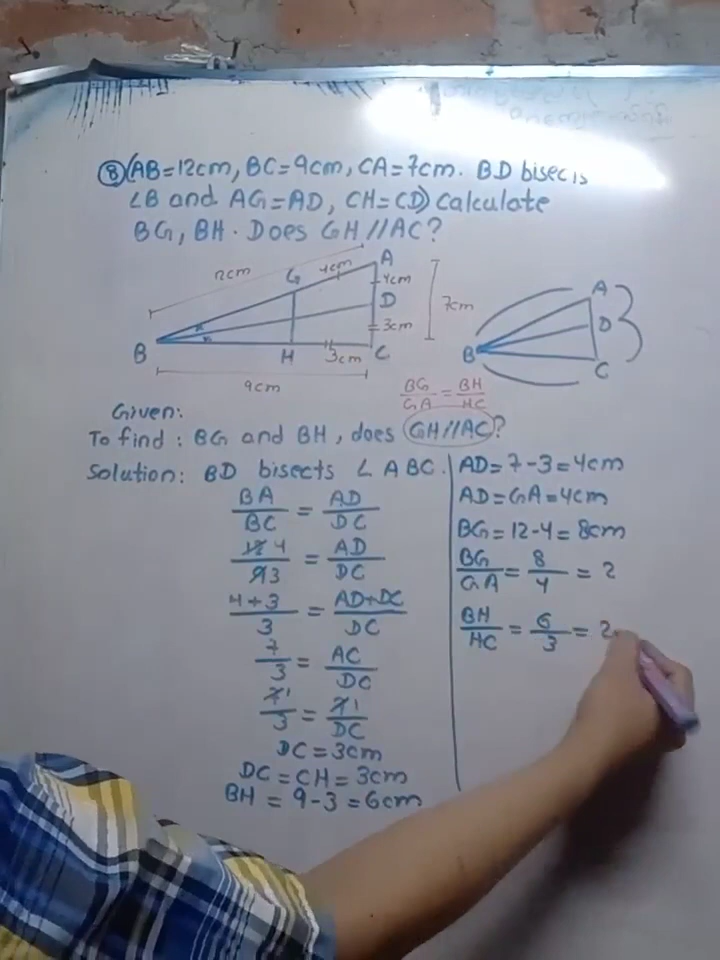 ⑧ (AB=12cm, BC=9cm, CA=7cm. BD bisects
∠B and AG=AD, CH=CD) Calculate
BG, BH. Does GH//AC?
12cm
G
4cm
A
4cm
D
3cm
7cm
B
H
3cm
C
9cm
A
D
B
C
BG/GA = BH/HC
Given:
To find: BG and BH, does GH//AC?
Solution: BD bisects ∠ABC.
BA/BC = AD/DC
12 4/9 3 = AD/DC
4+3/3 = AD+DC/DC
7/3 = AC/DC
7 1/3 = 7 1/DC
DC = 3cm
DC = CH = 3cm
BH = 9-3 = 6cm
AD = 7-3 = 4cm
AD = GA = 4cm
BG = 12-4 = 8cm
BG/GA = 8/4 = 2
BH/HC = 6/3 = 2